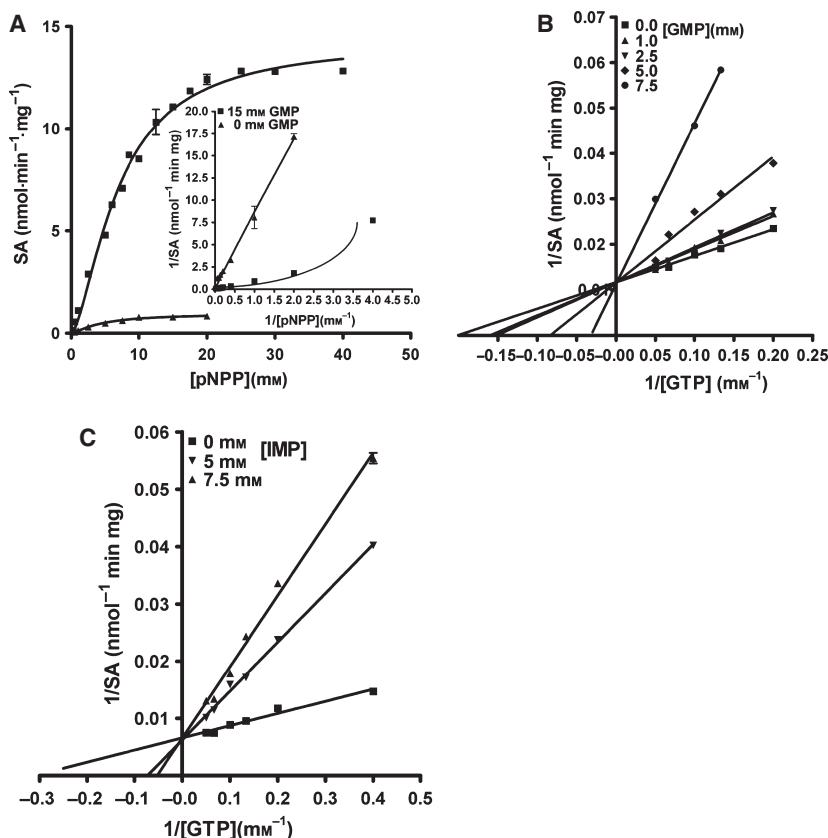 A
SA (nmol·min⁻¹·mg⁻¹)
15
10
5
0
0 10 20 30 40 50
[pNPP](mM)
15 mM GMP
0 mM GMP
1/SA (nmol⁻¹ min mg)
20.0
17.5
15.0
12.5
10.0
7.5
5.0
2.5
0.0
0.0 0.5 1.0 1.5 2.0 2.5 3.0 3.5 4.0 4.5 5.0
1/[pNPP](mM⁻¹)
B
[GMP](mM)
0.0
1.0
2.5
5.0
7.5
1/SA (nmol⁻¹ min mg)
0.07
0.06
0.05
0.04
0.03
0.02
−0.15 −0.10 −0.05 −0.00 0.05 0.10 0.15 0.20 0.25
1/[GTP] (mM⁻¹)
C
[IMP]
0 mM
5 mM
7.5 mM
1/SA (nmol⁻¹ min mg)
0.06
0.05
0.04
0.03
0.02
0.01
−0.3 −0.2 −0.1 −0.0 0.1 0.2 0.3 0.4 0.5
1/[GTP](mM⁻¹)